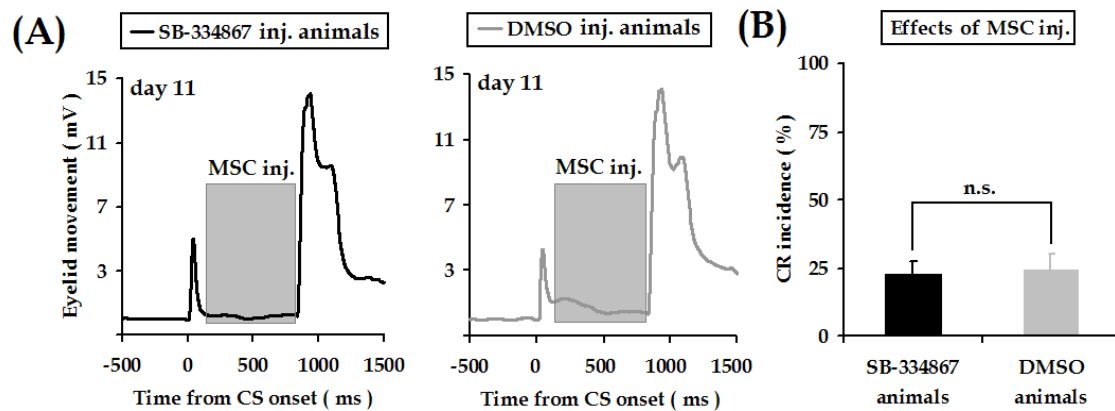 (A)
SB-334867 inj. animals
DMSO inj. animals
(B)
Effects of MSC inj.
Eyelid movement ( mV )
15
11
7
3
day 11
MSC inj.
-500
0
500
1000
1500
Time from CS onset ( ms )
15
11
7
3
day 11
MSC inj.
-500
0
500
1000
1500
Time from CS onset ( ms )
CR incidence ( % )
100
75
50
25
0
n.s.
SB-334867
animals
DMSO
animals